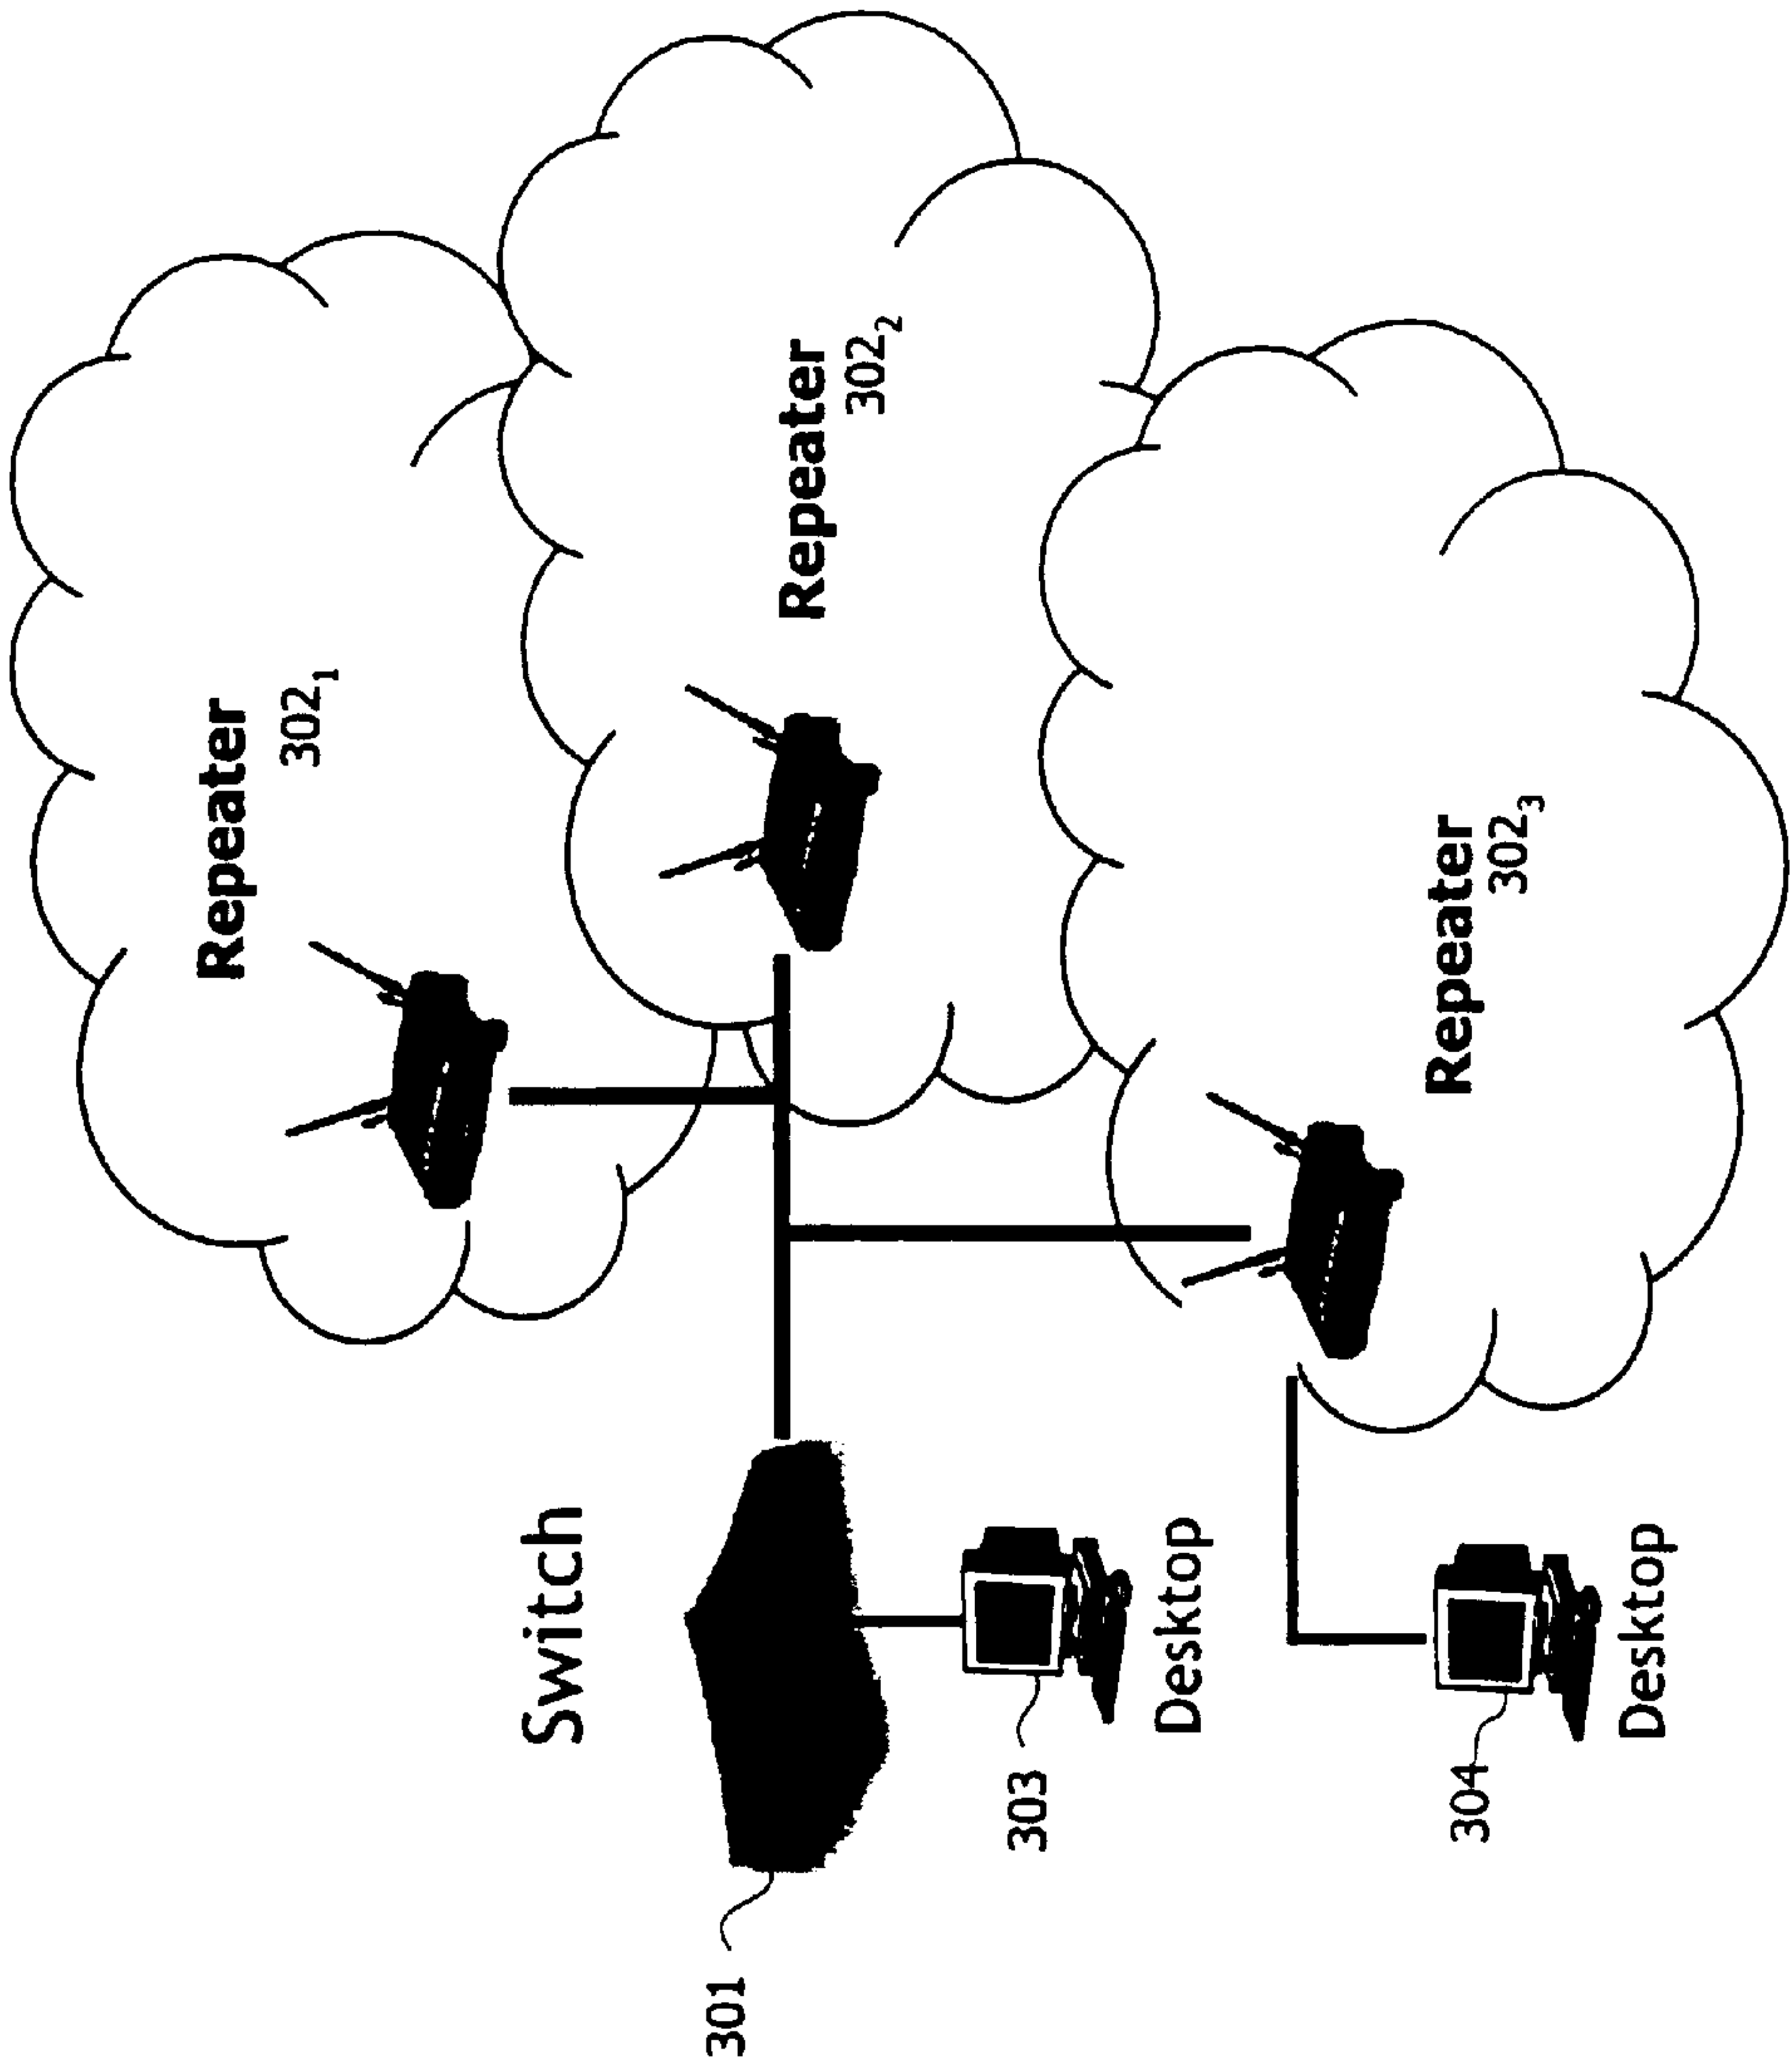 Repeater
302₁
Repeater
302₂
Switch
301
303
Desktop
Repeater
302₃
304
Desktop